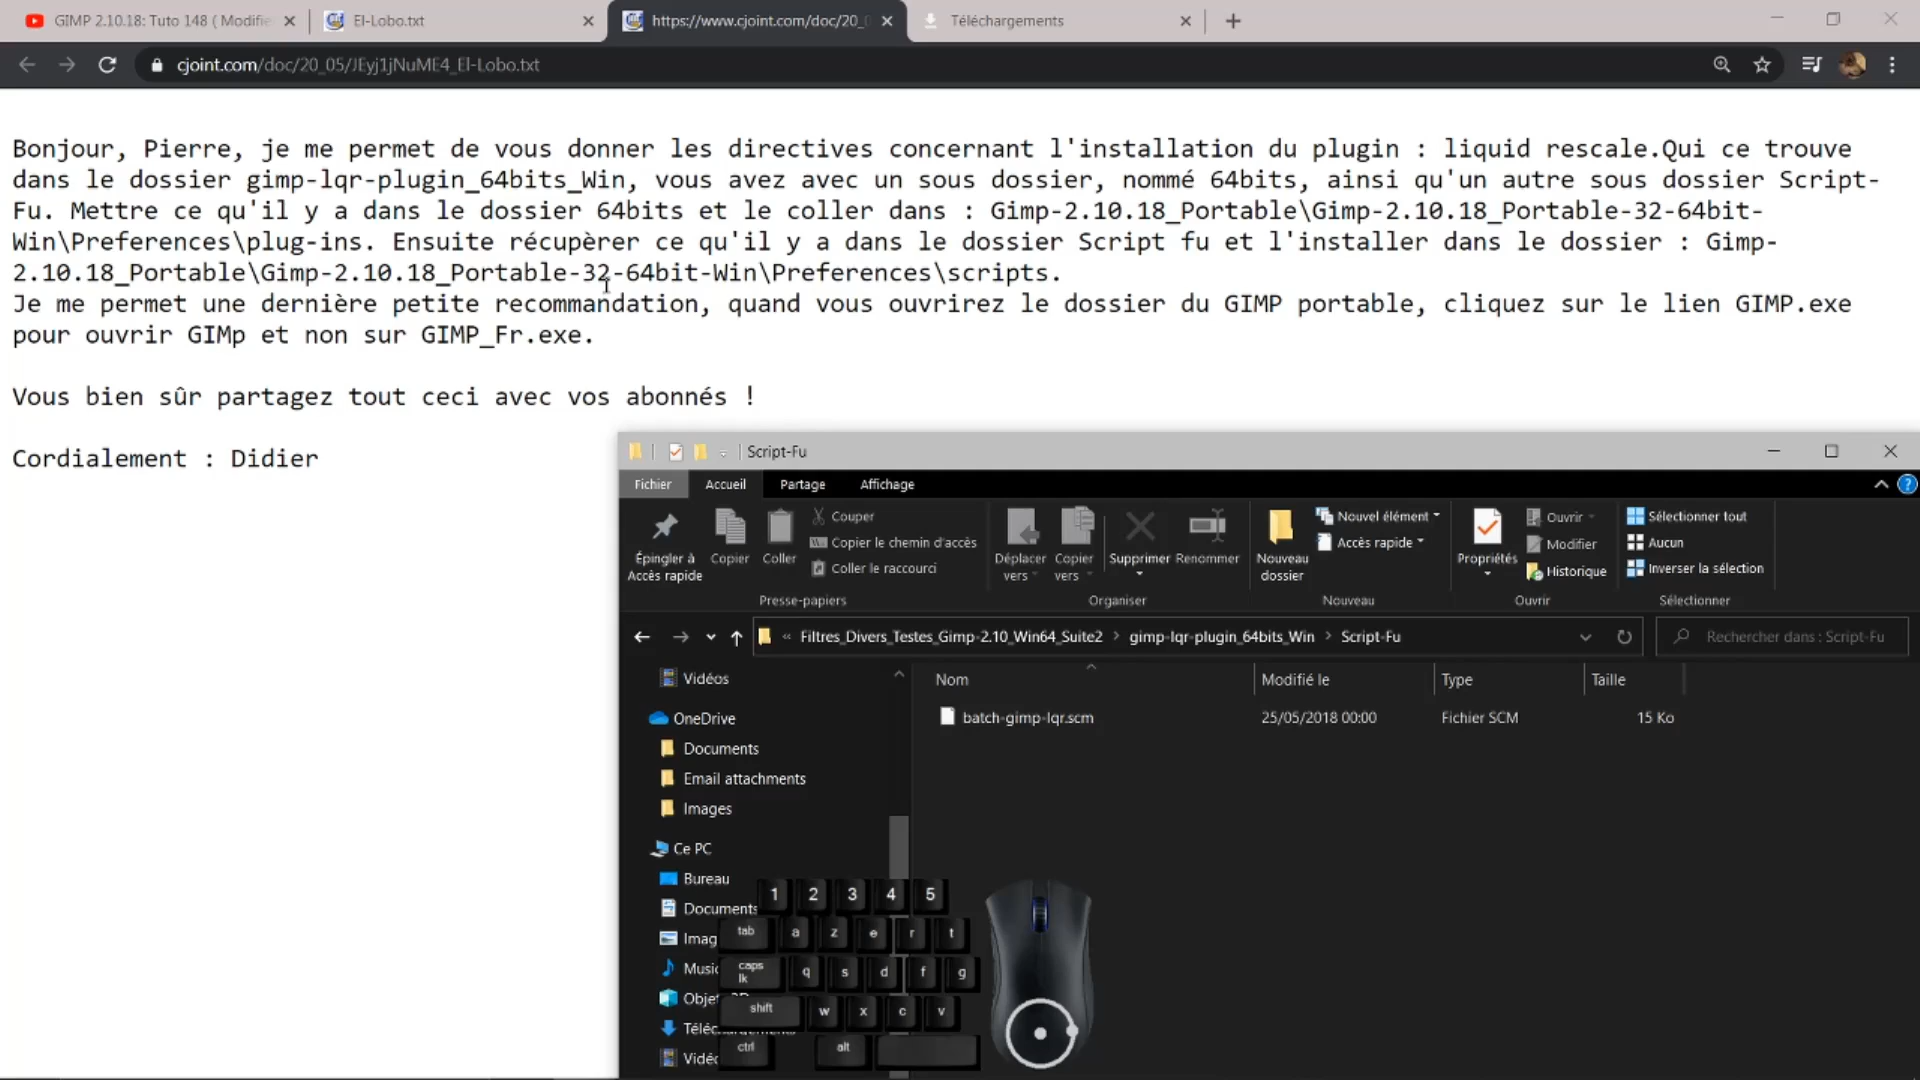 GIMP 2.10.18: Tuto 148 ( Modifie
El-Lobo.txt
https://www.cjoint.com/doc/20_0
Téléchargements
cjoint.com/doc/20_05/JEyj1jNuME4_El-Lobo.txt
Bonjour, Pierre, je me permet de vous donner les directives concernant l'installation du plugin : liquid rescale.Qui ce trouve
dans le dossier gimp-lqr-plugin_64bits_Win, vous avez avec un sous dossier, nommé 64bits, ainsi qu'un autre sous dossier Script-
Fu. Mettre ce qu'il y a dans le dossier 64bits et le coller dans : Gimp-2.10.18_Portable\Gimp-2.10.18_Portable-32-64bit-
Win\Preferences\plug-ins. Ensuite récupèrer ce qu'il y a dans le dossier Script fu et l'installer dans le dossier : Gimp-
2.10.18_Portable\Gimp-2.10.18_Portable-32-64bit-Win\Preferences\scripts.
Je me permet une dernière petite recommandation, quand vous ouvrirez le dossier du GIMP portable, cliquez sur le lien GIMP.exe
pour ouvrir GIMp et non sur GIMP_Fr.exe.
Vous bien sûr partagez tout ceci avec vos abonnés !
Cordialement : Didier
Script-Fu
Fichier Accueil Partage Affichage
Épingler à Accès rapide
Copier
Coller
Couper
Copier le chemin d'accès
Coller le raccourci
Déplacer vers
Copier vers
Supprimer
Renommer
Nouveau dossier
Nouvel élément
Accès rapide
Propriétés
Ouvrir
Modifier
Historique
Sélectionner tout
Aucun
Inverser la sélection
Presse-papiers Organiser Nouveau Ouvrir Sélectionner
« Filtres_Divers_Testes_Gimp-2.10_Win64_Suite2 > gimp-lqr-plugin_64bits_Win > Script-Fu
Rechercher dans : Script-Fu
Nom Modifié le Type Taille
batch-gimp-lqr.scm 25/05/2018 00:00 Fichier SCM 15 Ko
Vidéos
OneDrive
Documents
Email attachments
Images
Ce PC
Bureau
Documents
Imag
Music
Objet
Téléchargements
Vidé
1 2 3 4 5
tab a z e r t
caps lk q s d f g
shift w x c v
ctrl alt